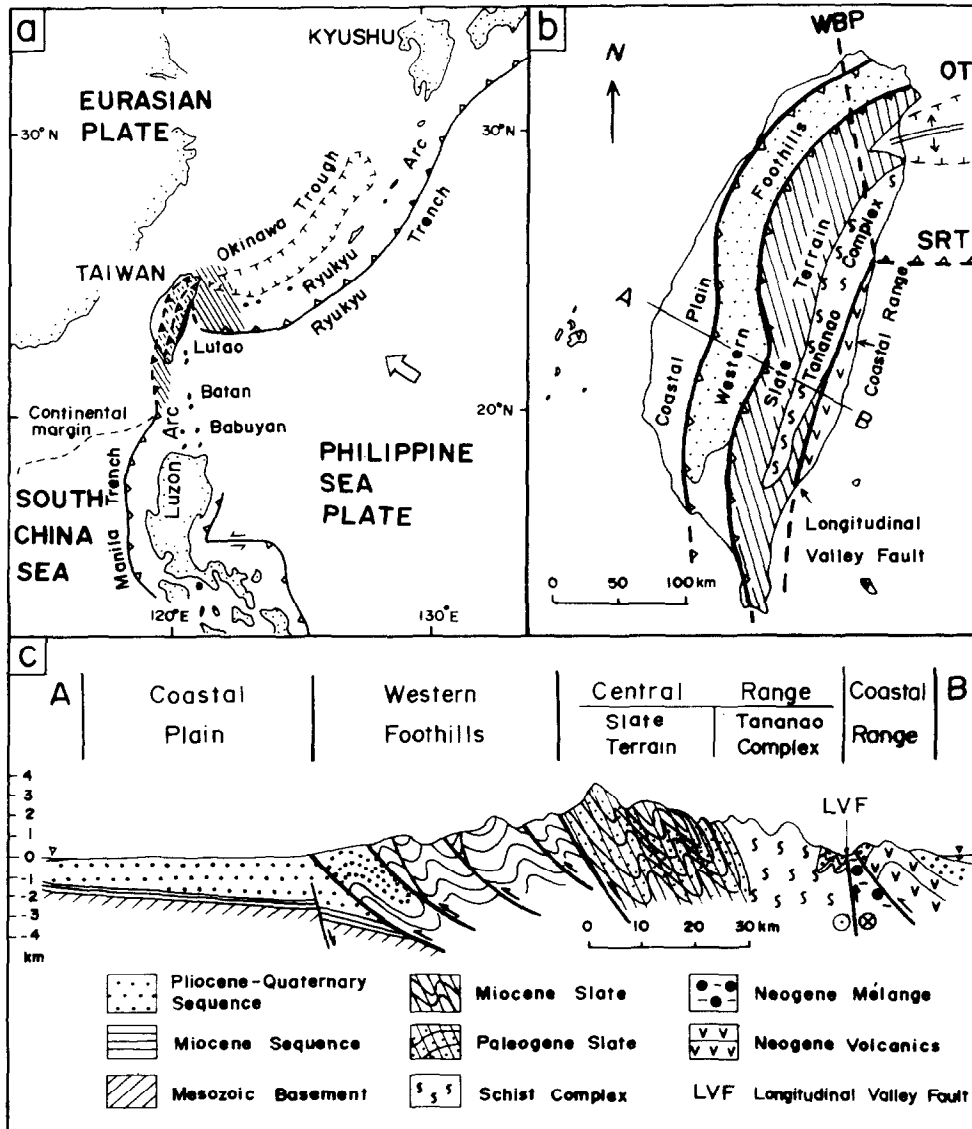 a
KYUSHU
EURASIAN
PLATE
30°N
Arc
Okinawa Trough
Trench
Ryukyu
Ryukyu
TAIWAN
Lutao
Batan
Babuyan
20°N
Continental
margin
Arc
Luzon
Trench
Manila
PHILIPPINE
SEA
PLATE
SOUTH
CHINA
SEA
120°E
130°E
b
N
WBP
OT
30°N
Foothills
Western
Terrain
Slate
Complex
Tananao
SRT
Coastal Range
Coastal Plain
A
B
Longitudinal
Valley Fault
0 50 100 km
c
A
Coastal
Plain
Western
Foothills
Central Range
Slate
Terrain
Tananao
Complex
Coastal
Range
B
4
3
2
1
0
-1
-2
-3
-4
km
LVF
0 10 20 30 km
Pliocene-Quaternary
Sequence
Miocene Sequence
Mesozoic Basement
Miocene Slate
Paleogene Slate
Schist Complex
Neogene Mélange
Neogene Volcanics
LVF Longitudinal Valley Fault